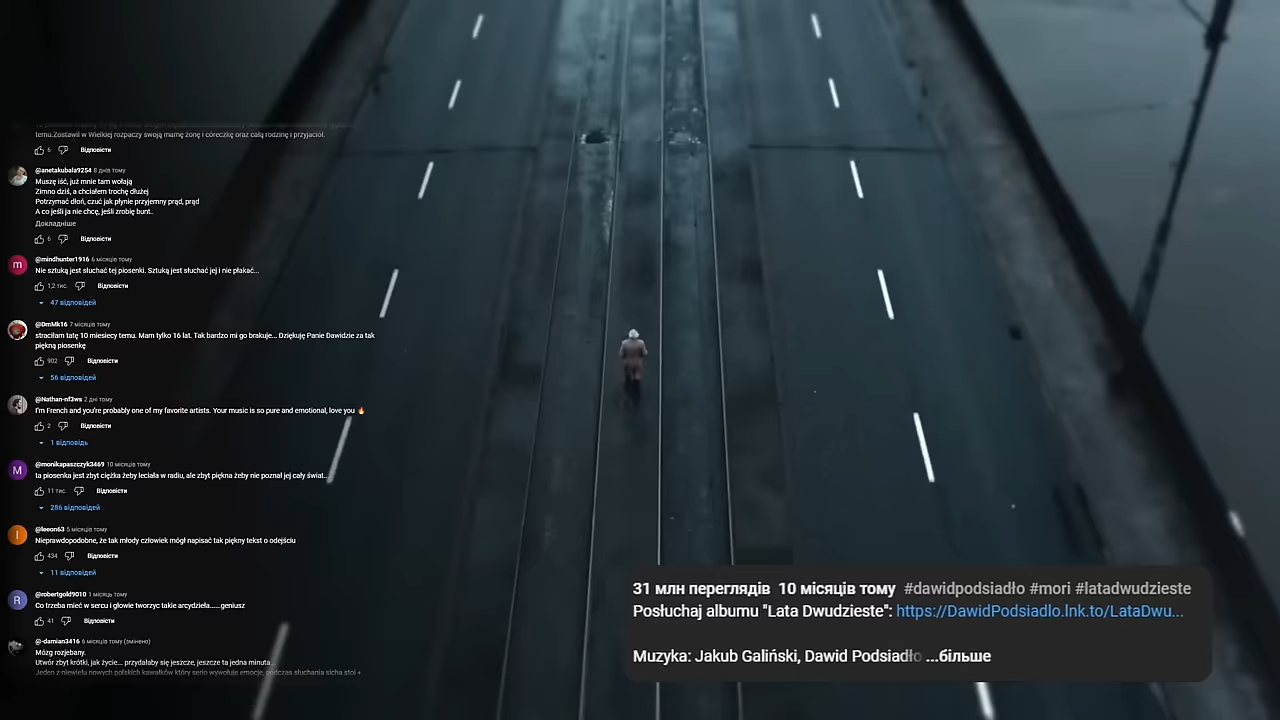 temu.Zostawił w Wielkiej rozpaczy swoją mamę żonę i córeczkę oraz całą rodzinę i przyjaciół.
6 Відповісти
@anetakubala9254 8 днів тому
Muszę iść, już mnie tam wołają
Zimno dziś, a chciałem trochę dłużej
Potrzymać dłoń, czuć jak płynie przyjemny prąd, prąd
A co jeśli ja nie chcę, jeśli zrobię bunt..
Докладніше
6 Відповісти
m
@mindhunter1916 6 місяців тому
Nie sztuką jest słuchać tej piosenki. Sztuką jest słuchać jej i nie płakać...
1,2 тис. Відповісти
47 відповідей
@DmMk16 7 місяців тому
straciłam tatę 10 miesiecy temu. Mam tylko 16 lat. Tak bardzo mi go brakuje... Dziękuję Panie Dawidzie za tak
piękną piosenkę
902 Відповісти
56 відповідей
@Nathan-nf3ws 2 дні тому
I'm French and you're probably one of my favorite artists. Your music is so pure and emotional, love you 🔥
2 Відповісти
1 відповідь
M
@monikapaszczyk3469 10 місяців тому
ta piosenka jest zbyt ciężka żeby leciała w radiu, ale zbyt piękna żeby nie poznał jej cały świat..
11 тис. Відповісти
286 відповідей
l
@leeon63 5 місяців тому
Nieprawdopodobne, że tak młody człowiek mógł napisać tak piękny tekst o odejściu
434 Відповісти
11 відповідей
R
@robertgold9010 1 місяць тому
Co trzeba mieć w sercu i głowie tworzyc takie arcydzieła......geniusz
41 Відповісти
@-damian3416 6 місяців тому (змінено)
Mózg rozjebany.
Utwór zbyt krótki, jak życie... przydałaby się jeszcze, jeszcze ta jedna minuta...
Jeden z niewielu nowych polskich kawałków który serio wywołuje emocje, podczas słuchania
31 млн переглядів 10 місяців тому #dawidpodsiadło #mori #latadwudzieste
Posłuchaj albumu "Lata Dwudzieste": https://DawidPodsiadlo.lnk.to/LataDwu...
Muzyka: Jakub Galiński, Dawid Podsiadło ...більше